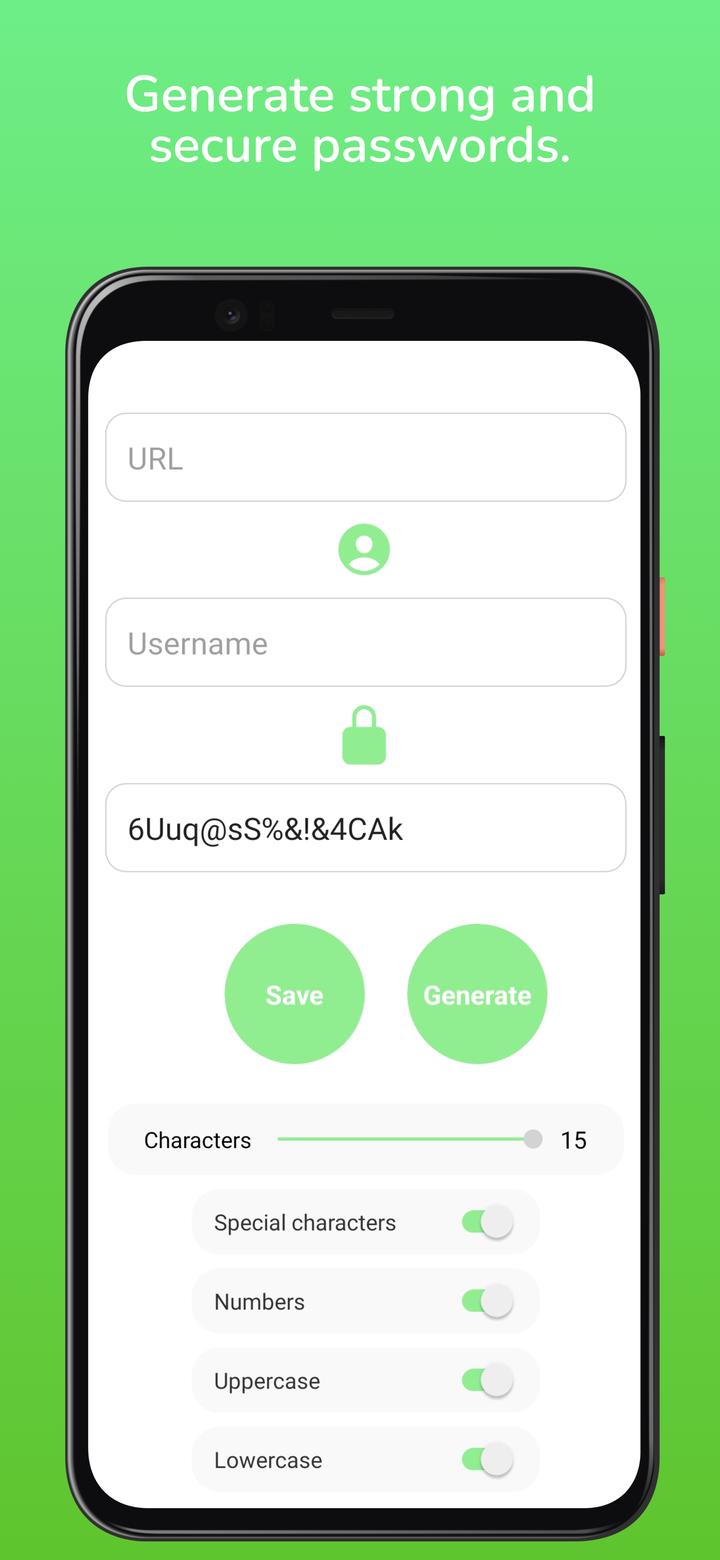 Generate strong and
secure passwords.
URL
Username
6Uuq@sS%&!&4CAk
Save Generate
Characters 15
Special characters
Numbers
Uppercase
Lowercase